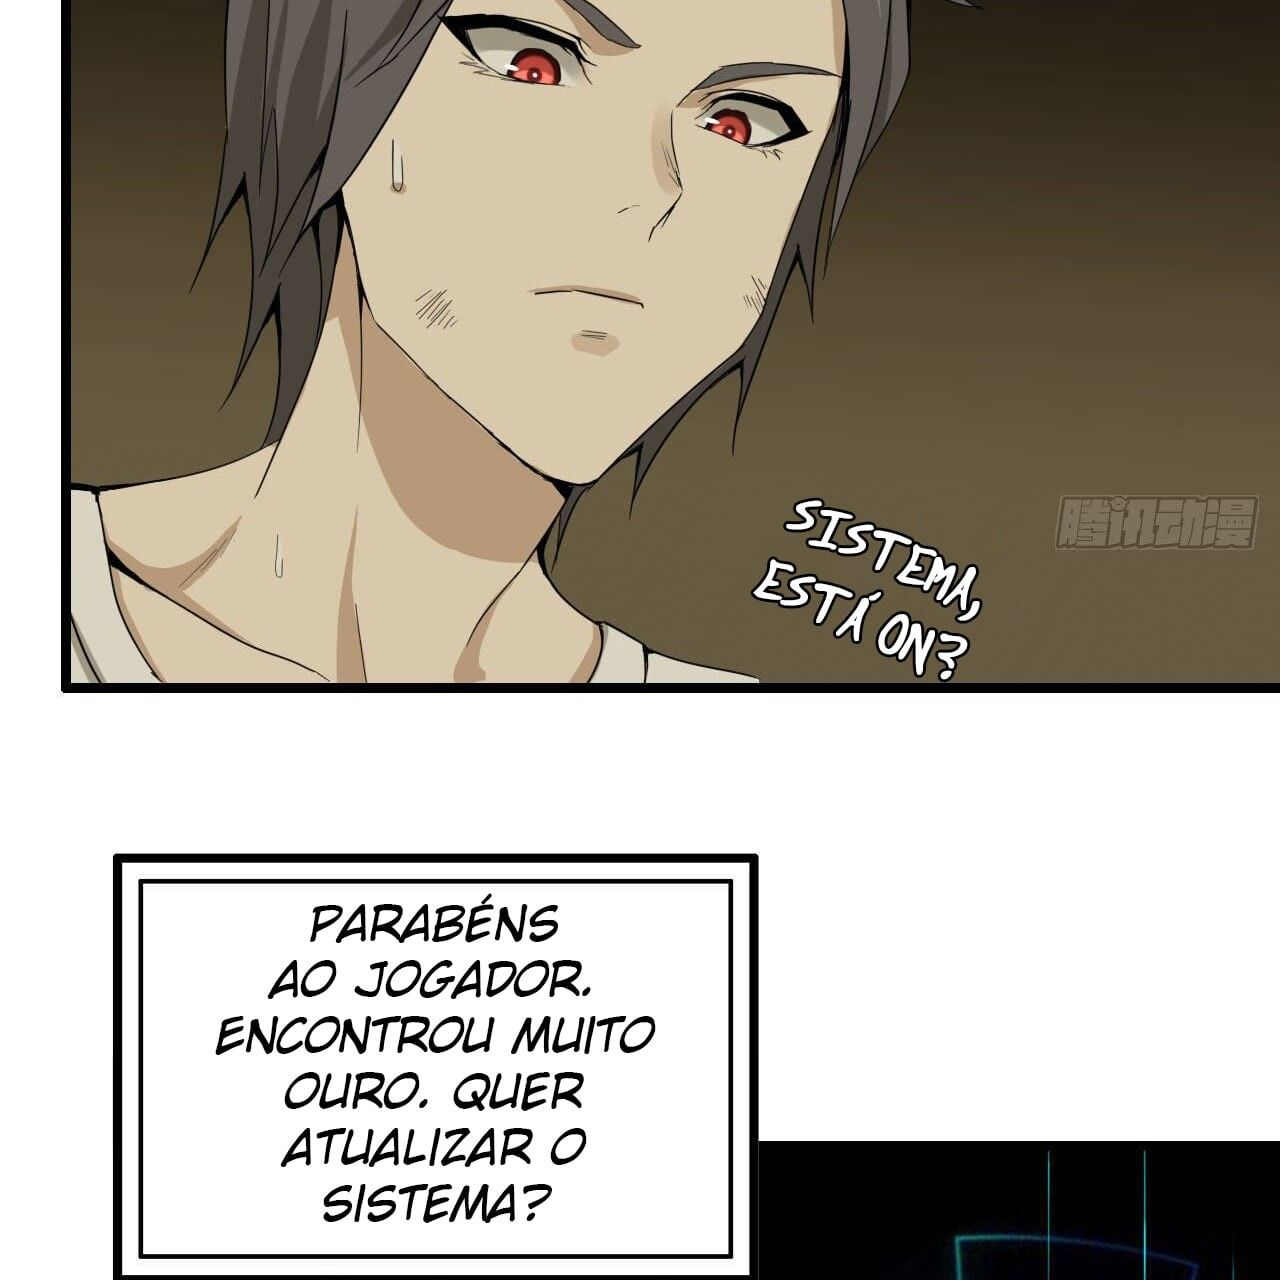 腾讯动漫
SISTEMA,
ESTÁ ON?
PARABÉNS
AO JOGADOR.
ENCONTROU MUITO
OURO. QUER
ATUALIZAR O
SISTEMA?